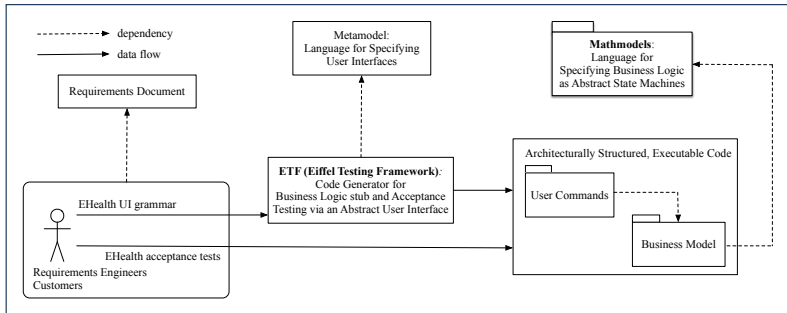 dependency
data flow
Requirements Document
Metamodel:
Language for Specifying
User Interfaces
Mathmodels:
Language for
Specifying Business Logic
as Abstract State Machines
ETF (Eiffel Testing Framework):
Code Generator for
Business Logic stub and Acceptance
Testing via an Abstract User Interface
Architecturally Structured, Executable Code
User Commands
Business Model
EHealth UI grammar
EHealth acceptance tests
Requirements Engineers
Customers